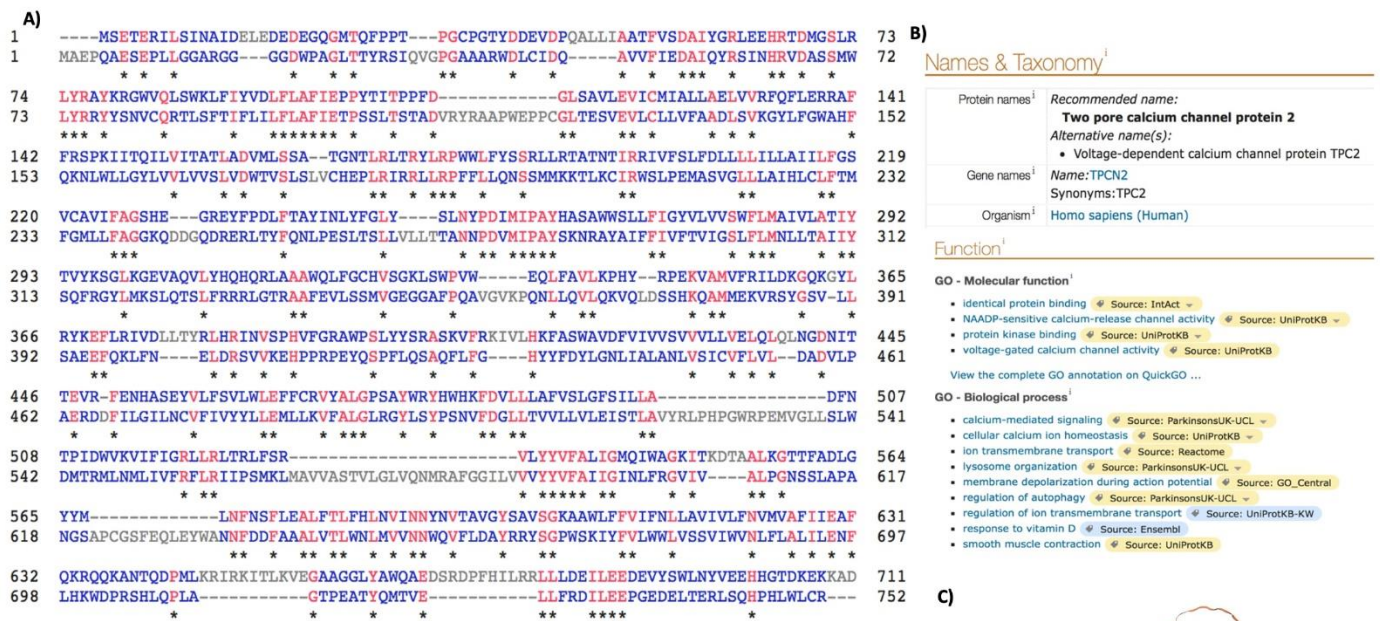 A)
1 ----MSETERILSINAIDELEDEDEGQGMTQFPPT---PGCPGTYDDEVDPQALLIAATFVSDAIYGRLEEHRTDMGSLR 73
1 MAEPQAESEPLLGGARGG---GGDWPAGLTTYRSIQVGPGAAARWDLCIDQ-----AVVFIEDAIQYRSINHRVDASSMW 72
* * * * * * ** * * * * *** * ** * *
74 LYRAYKRGWVQLSWKLFIYVDLFLAFIEPPYTITPPFD-------------GLSAVLEVICMIALLAELVVRFQFLERRAF 141
73 LYRRYYSNVCQRTLSFTIFLILFLAFIETPSSLTSTADVRYRAAPWEPPCGLTESVEVLCLLVFAADLSVKGYLFGWAHF 152
*** * * ******* * * * ** ** * * * * *
142 FRSPKIITQILVITATLADVMLSSA--TGNTLRLTRYLRPWWLFYSSRLLRTATNTIRRIVFSLFDLLLLILLAIILFGS 219
153 QKNLWLLGYLVVLVVSLVDWTVSLSLVCHEPLRIRRLLRPFFLLQNSSMMKKTLKCIRWSLPEMASVGLLLAIHLCLFTM 232
* * * * ** * *** * * ** ** * **
220 VCAVIFAGSHE---GREYFPDLFTAYINLYFGLY----SLNYPDIMIPAYHASAWWSLLFIGYVLVVSWFLMAIVLATIY 292
233 FGMLLFAGGKQDDGQDRERLTYFQNLPESLTSLLVLLTTANNPDVMIPAYSKNRAYAIFFIVFTVIGSLFLMNLLTAIIY 312
*** * * * ** ***** ** * *** * **
293 TVYKSGLKGEVAQVLYHQHQRLAAAWQLFGCHVSGKLSWPVW-----EQLFAVLKPHY--RPEKVAMVFRILDKGQKGYL 365
313 SQFRGYLMKSLQTSLFRRRLGTRAAFEVLSSMVGEGGAFPQAVGVKPQNLLQVLQKVQLDSSHKQAMMEKVRSYGSV-LL 391
* * ** * * * ** * ** * *
366 RYKEFLRIVDLLTYRLHRINVSPHVFGRAWPSLYYSRASKVFRKIVLHKFASWAVDFVIVVSVVLLVELQLQLNGDNIT 445
392 SAEEFQKLFN-----ELDRSVVKEHPPRPEYQSPFLQSAQFLFG----HYYFDYLGNLIALANLVSICVFLVL--DADVLP 461
** * * * * * * * * * *
446 TEVR-FENHASEYVLFSVLWLEFFCRVYALGPSRYWHYWHKFDVLLLAFVSLGFSILLA-----------------DFN 507
462 AERDDFILGILNCVFIVYYLLEMLLKVFALGLRGYLSYPSNVFDGLLTVVLLVLEISTLAVYRLPHPGWRPEMVGLLSLW 541
* * * ** * *** * * ** ** **
508 TPIDWVKVIFIGRLLRLTRLFSR-----------------------VLYYVFALIGMQIWAGKITKDTAALKGTTFADLG 564
542 DMTRMLNMLIVFRFLRIIPSMKLMAVVASTVLGLVQNMRAFGGILVVVYYVFAIIGINLFRGVIV----ALPGNSSLAPA 617
* ** * ***** ** * * ** *
565 YYM-------------LNFNSFLEALFTLFHLNVINNYNVTAVGYSAVSGKAAWLFFVIFNLLAVIVLFNVMVAFIIEAF 631
618 NGSAPCGSFEQLEYWANNFDDFAAALVTLWNLMVVNNWQVFLDAYRRYSGPWSKIYFVLWWLVSSVIWVNLFLALILENF 697
** * ** ** * ** * * ** ** * * * * * *
632 QKRQQKANTQDPMLKRIRKITLKVEGAAGGLYAWQAEDSRDPFHILRRLLLDEILEEDEVYSWLNYVEEHHGTDKEKKAD 711
698 LHKWDPRSHLQPLA-----------GTPEATYQMTVE---------LLFRDILEEPGEDELTERLSQHPHLWLCR--- 752
* * * * ** **** *
B)
Names & Taxonomy i
Protein names i Recommended name:
Two pore calcium channel protein 2
Alternative name(s):
• Voltage-dependent calcium channel protein TPC2
Gene names i Name:TPCN2
Synonyms:TPC2
Organism i Homo sapiens (Human)
Function i
GO - Molecular function i
▪ identical protein binding Source: IntAct
▪ NAADP-sensitive calcium-release channel activity Source: UniProtKB
▪ protein kinase binding Source: UniProtKB
▪ voltage-gated calcium channel activity Source: UniProtKB
View the complete GO annotation on QuickGO ...
GO - Biological process i
▪ calcium-mediated signaling Source: ParkinsonsUK-UCL
▪ cellular calcium ion homeostasis Source: UniProtKB
▪ ion transmembrane transport Source: Reactome
▪ lysosome organization Source: ParkinsonsUK-UCL
▪ membrane depolarization during action potential Source: GO_Central
▪ regulation of autophagy Source: ParkinsonsUK-UCL
▪ regulation of ion transmembrane transport Source: UniProtKB-KW
▪ response to vitamin D Source: Ensembl
▪ smooth muscle contraction Source: UniProtKB
C)